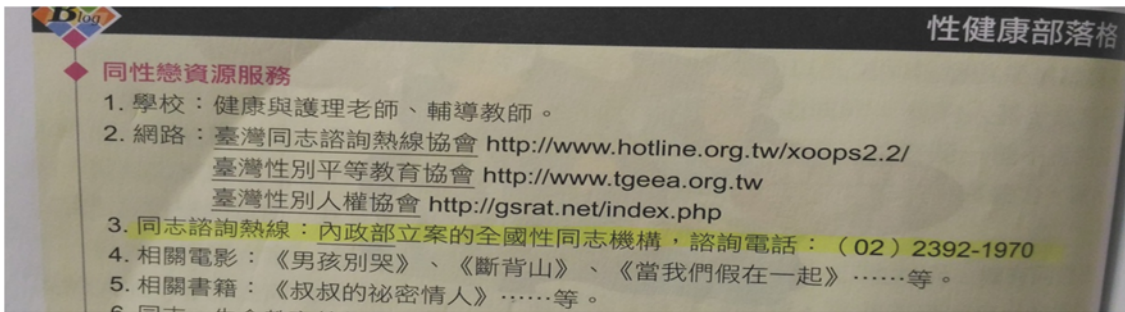 Blog
性健康部落格
同性戀資源服務
1. 學校：健康與護理老師、輔導教師。
2. 網路：臺灣同志諮詢熱線協會 http://www.hotline.org.tw/xoops2.2/
臺灣性別平等教育協會 http://www.tgeea.org.tw
臺灣性別人權協會 http://gsrat.net/index.php
3. 同志諮詢熱線：內政部立案的全國性同志機構，諮詢電話：（02）2392-1970
4. 相關電影：《男孩別哭》、《斷背山》、《當我們假在一起》……等。
5. 相關書籍：《叔叔的祕密情人》……等。